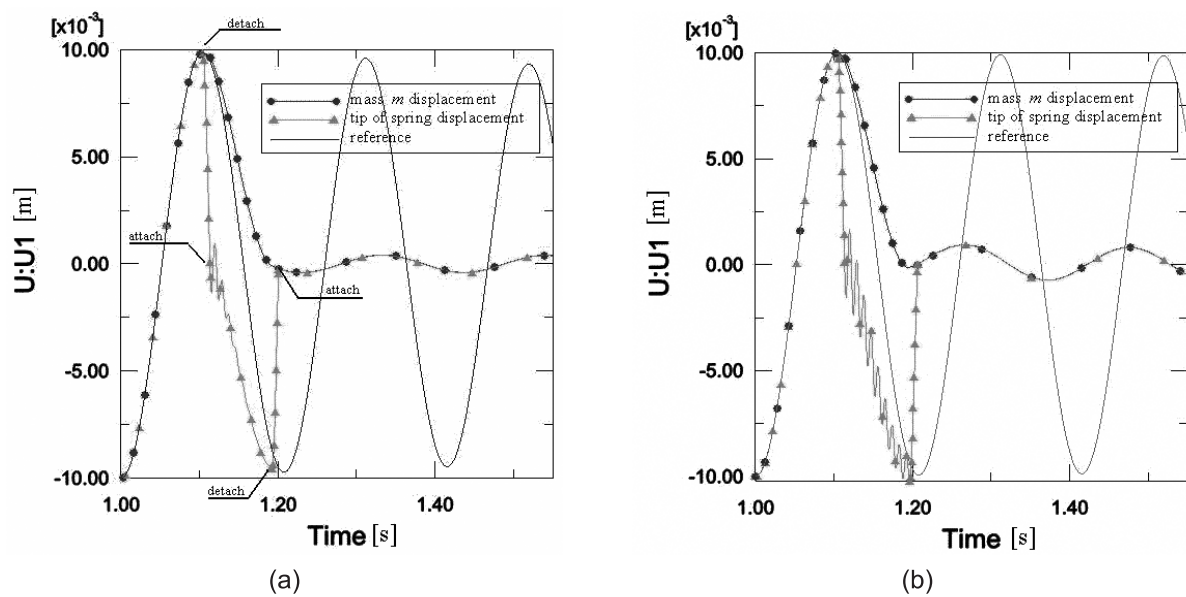 [x10⁻³]
detach
10.00
mass m displacement
tip of spring displacement
reference
5.00
U:U1 [m]
attach
0.00
attach
-5.00
-10.00
detach
1.00 1.20 1.40
Time [s]
(a)
[x10⁻³]
10.00
mass m displacement
tip of spring displacement
reference
5.00
U:U1 [m]
0.00
-5.00
-10.00
1.00 1.20 1.40
Time [s]
(b)